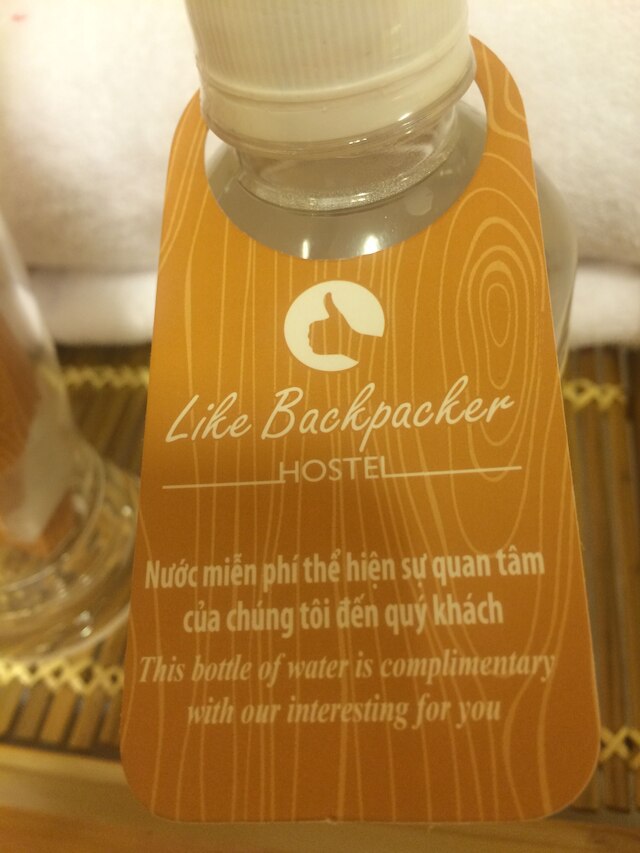 Like Backpacker
HOSTEL
Nước miễn phí thể hiện sự quan tâm
của chúng tôi đến quý khách
This bottle of water is complimentary
with our interesting for you